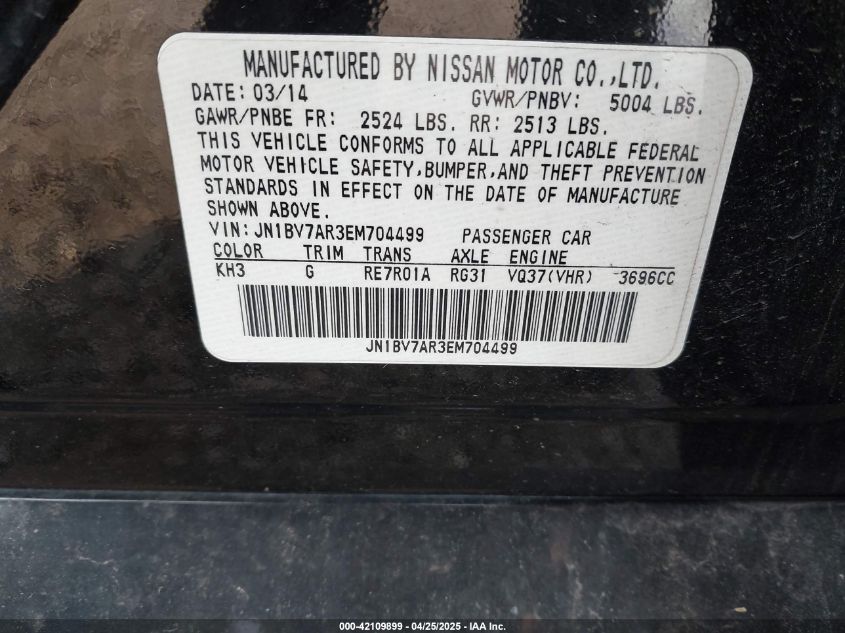 MANUFACTURED BY NISSAN MOTOR CO.,LTD.
DATE: 03/14 GVWR/PNBV: 5004 LBS.
GAWR/PNBE FR: 2524 LBS. RR: 2513 LBS.
THIS VEHICLE CONFORMS TO ALL APPLICABLE FEDERAL
MOTOR VEHICLE SAFETY,BUMPER,AND THEFT PREVENTION
STANDARDS IN EFFECT ON THE DATE OF MANUFACTURE
SHOWN ABOVE.
VIN:JN1BV7AR3EM704499 PASSENGER CAR
COLOR TRIM TRANS AXLE ENGINE
KH3 G RE7R01A RG31 VQ37(VHR) 3696CC
JN1BV7AR3EM704499
000-42109899 / 04/25/2025 - IAA Inc.